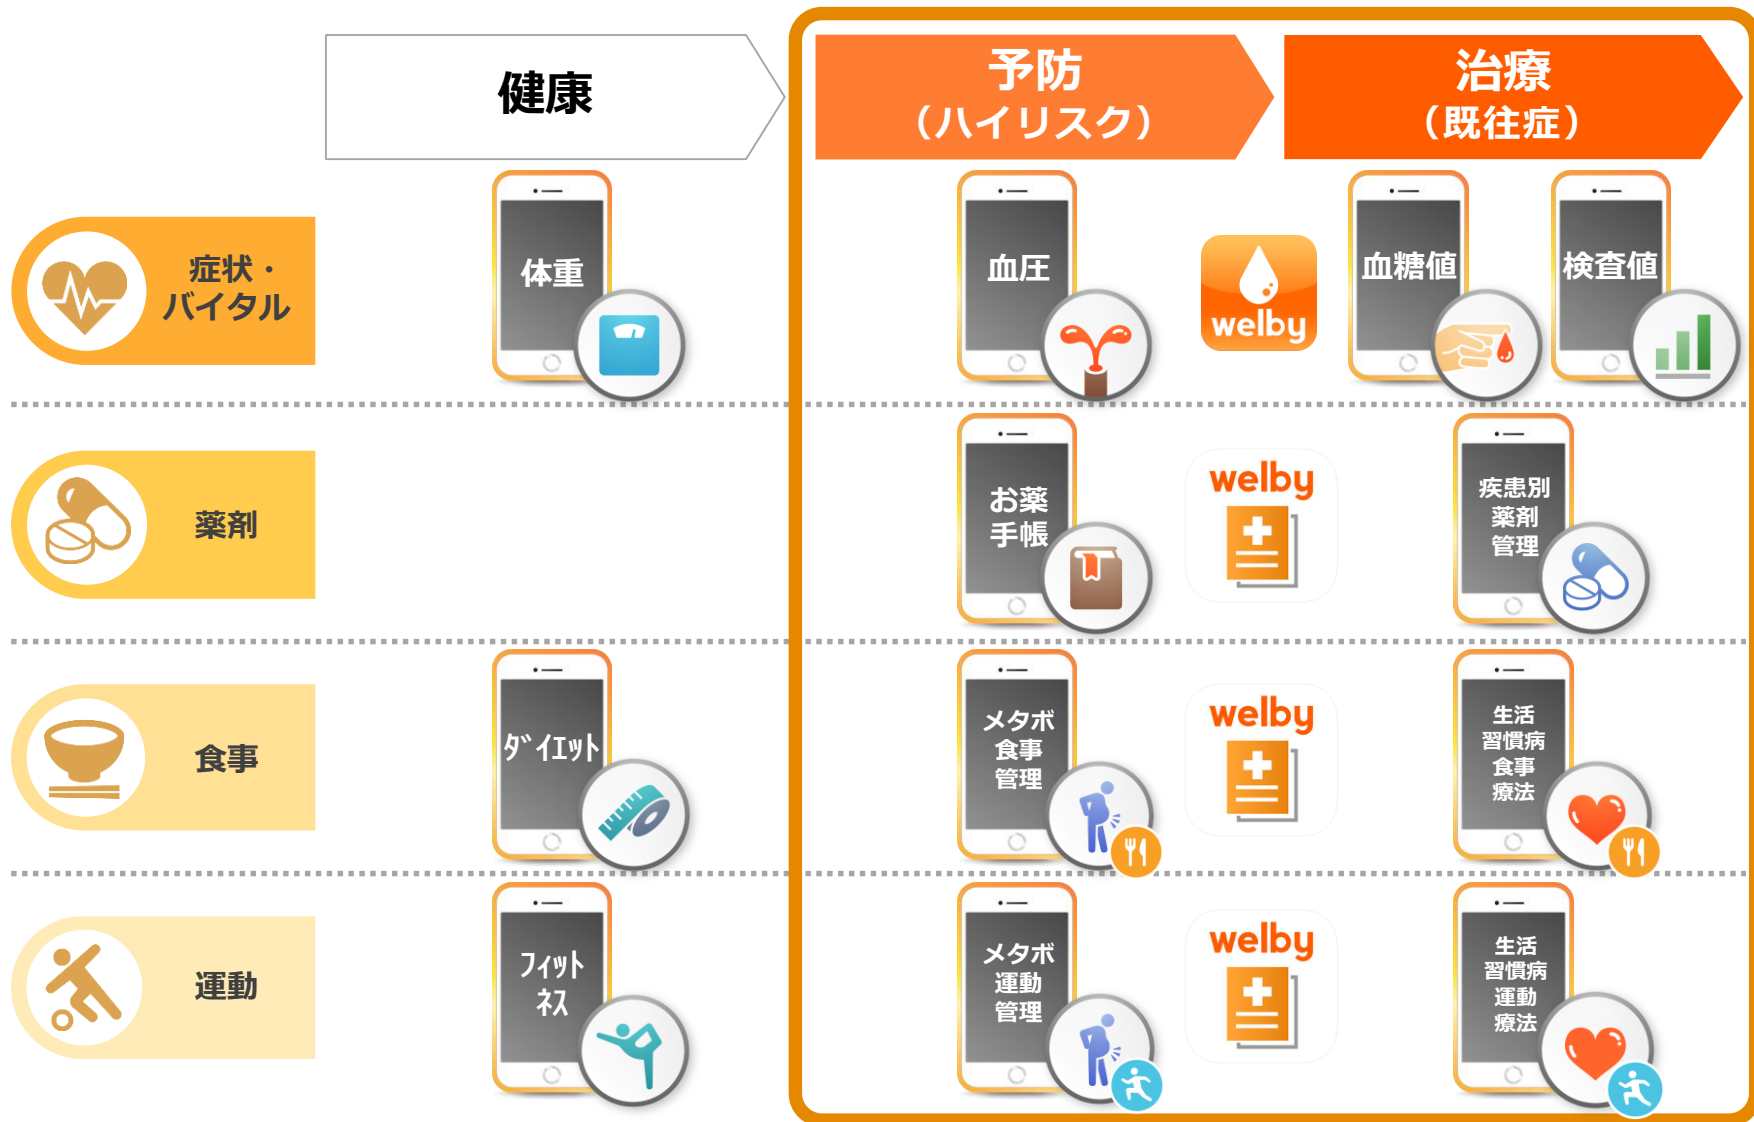 健康
予防
（ハイリスク）
治療
（既往症）
症状・
バイタル
体重
血圧
welby
血糖値
検査値
薬剤
お薬
手帳
welby
疾患別
薬剤
管理
食事
ﾀﾞｲｴｯﾄ
メタボ
食事
管理
welby
生活
習慣病
食事
療法
運動
ﾌｨｯﾄ
ﾈｽ
メタボ
運動
管理
welby
生活
習慣病
運動
療法